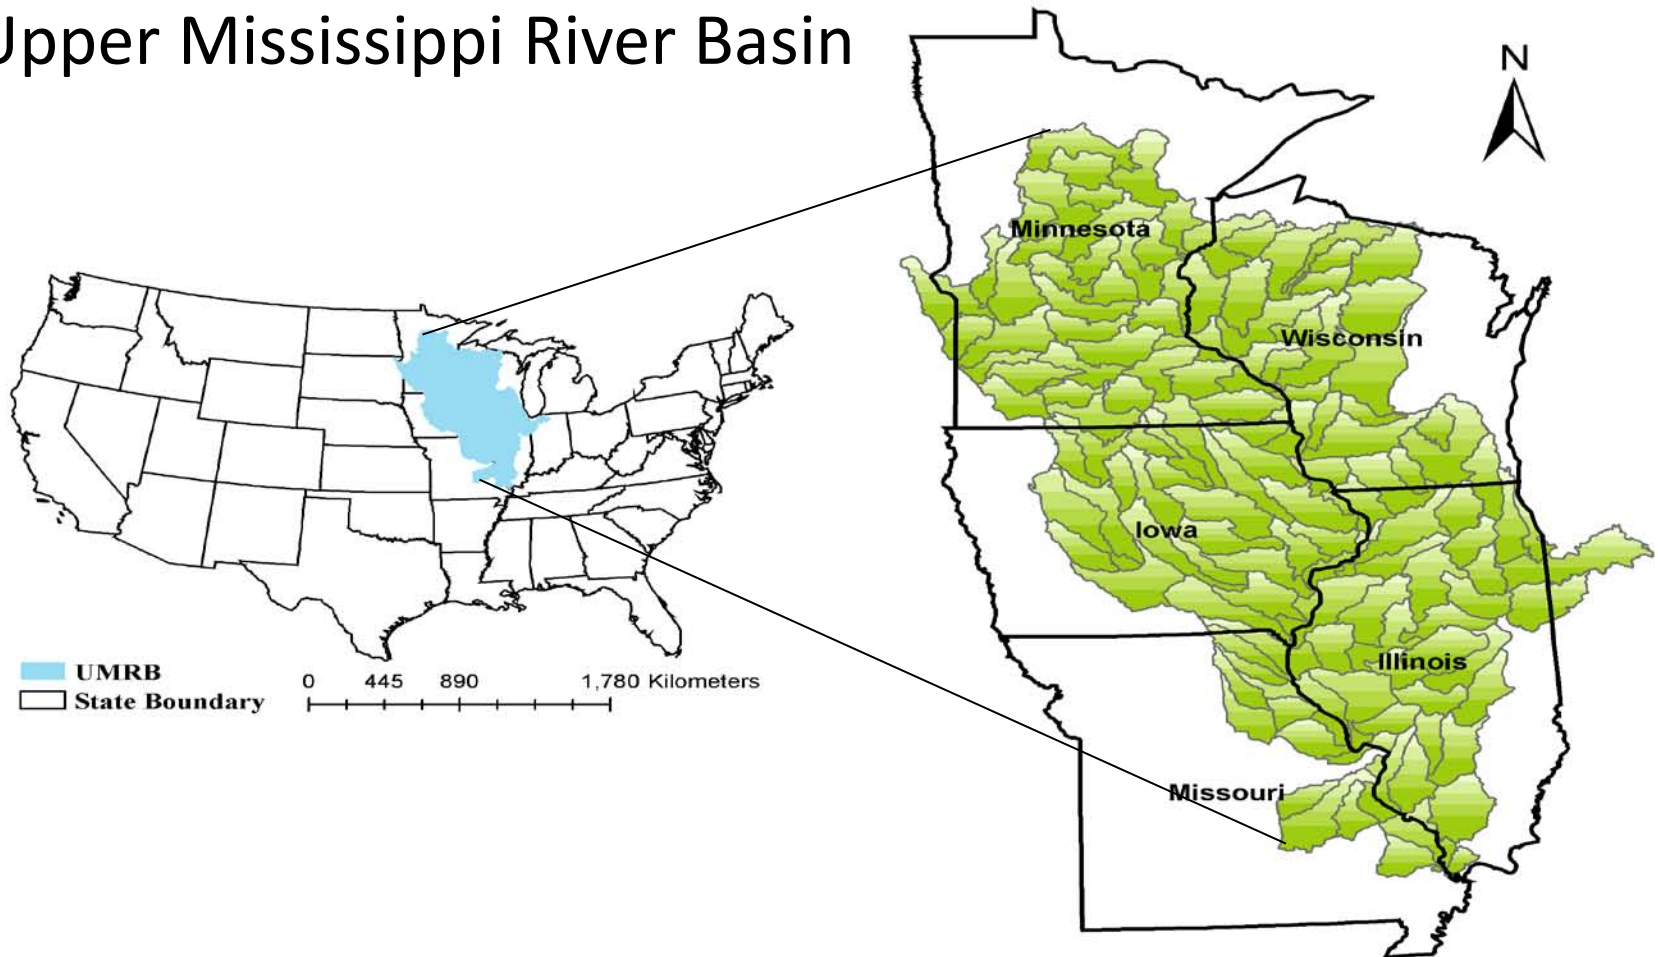 Upper Mississippi River Basin
N
Minnesota
Wisconsin
Iowa
Illinois
Missouri
UMRB
State Boundary
0 445 890 1,780 Kilometers